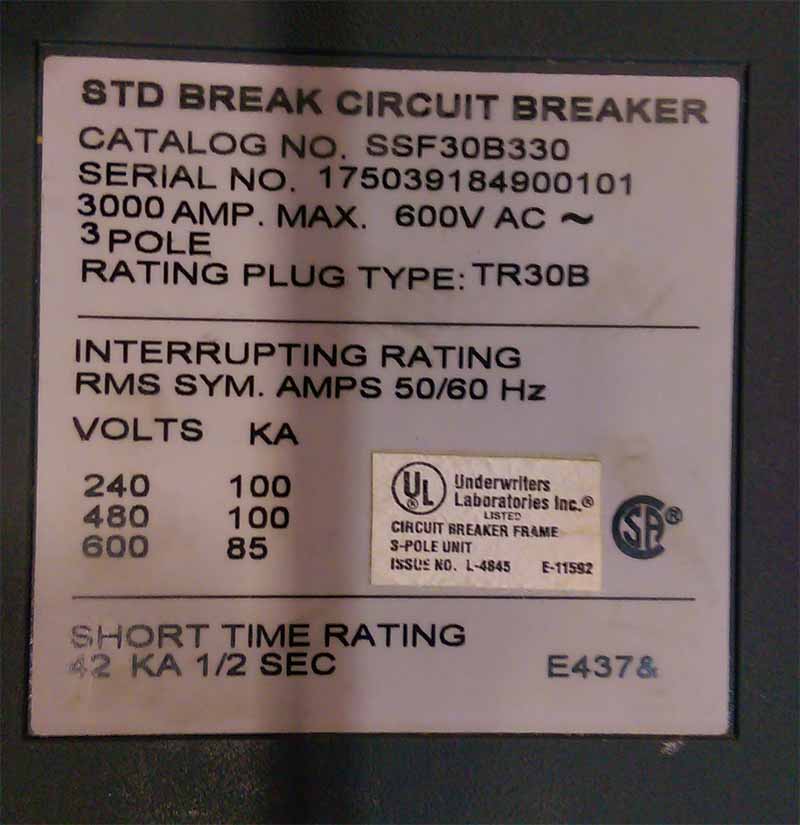 STD BREAK CIRCUIT BREAKER
CATALOG NO. SSF30B330
SERIAL NO. 175039184900101
3000 AMP. MAX. 600V AC ~
3 POLE
RATING PLUG TYPE: TR30B
INTERRUPTING RATING
RMS SYM. AMPS 50/60 Hz
VOLTS KA
240 100
480 100
600 85
UL ® Underwriters
Laboratories Inc.®
LISTED
CIRCUIT BREAKER FRAME
3-POLE UNIT
ISSUE NO. L-4845 E-11592
SA ®
SHORT TIME RATING
42 KA 1/2 SEC E437&